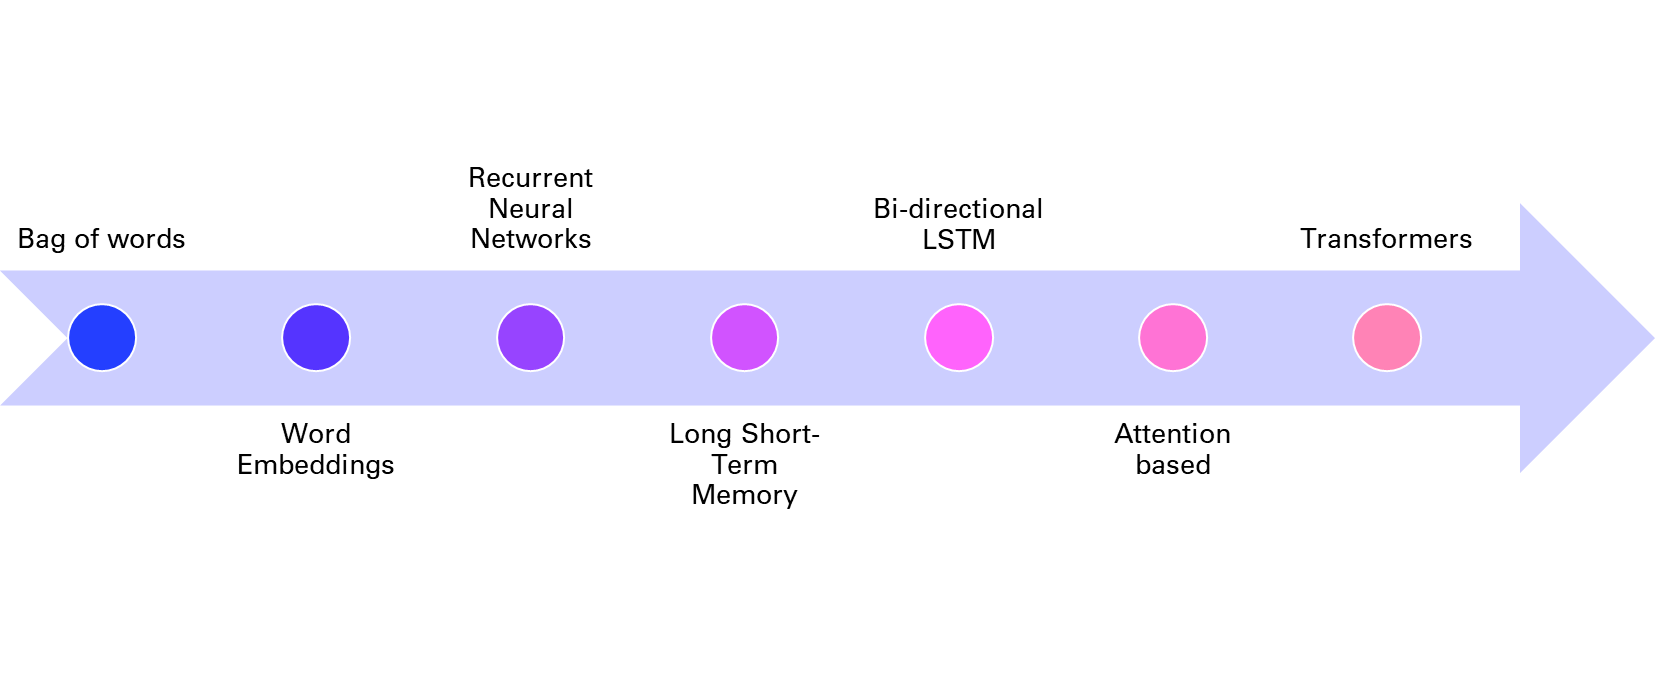 Bag of words
Word
Embeddings
Recurrent
Neural
Networks
Long Short-
Term
Memory
Bi-directional
LSTM
Attention
based
Transformers